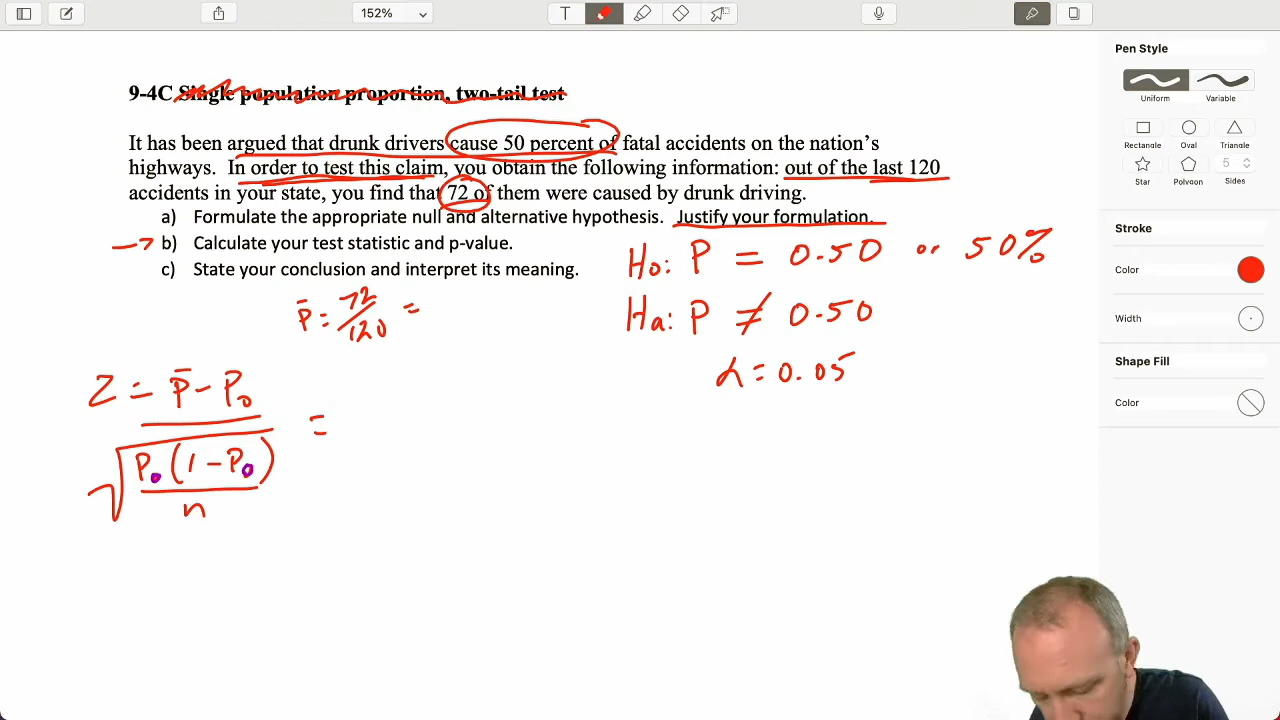 152%
T
Pen Style
Uniform Variable
Rectangle Oval Triangle
Star Polygon Sides
5
Stroke
Color
Width
Shape Fill
Color
9-4C Single population proportion, two-tail test
It has been argued that drunk drivers cause 50 percent of fatal accidents on the nation's
highways. In order to test this claim, you obtain the following information: out of the last 120
accidents in your state, you find that 72 of them were caused by drunk driving.
a) Formulate the appropriate null and alternative hypothesis. Justify your formulation.
b) Calculate your test statistic and p-value.
c) State your conclusion and interpret its meaning.
H₀: P = 0.50 or 50%
Hₐ: P ≠ 0.50
α = 0.05
p̄ = 72/120 =
Z = p̄ - P₀ =
√ P₀ (1 - P₀)
n